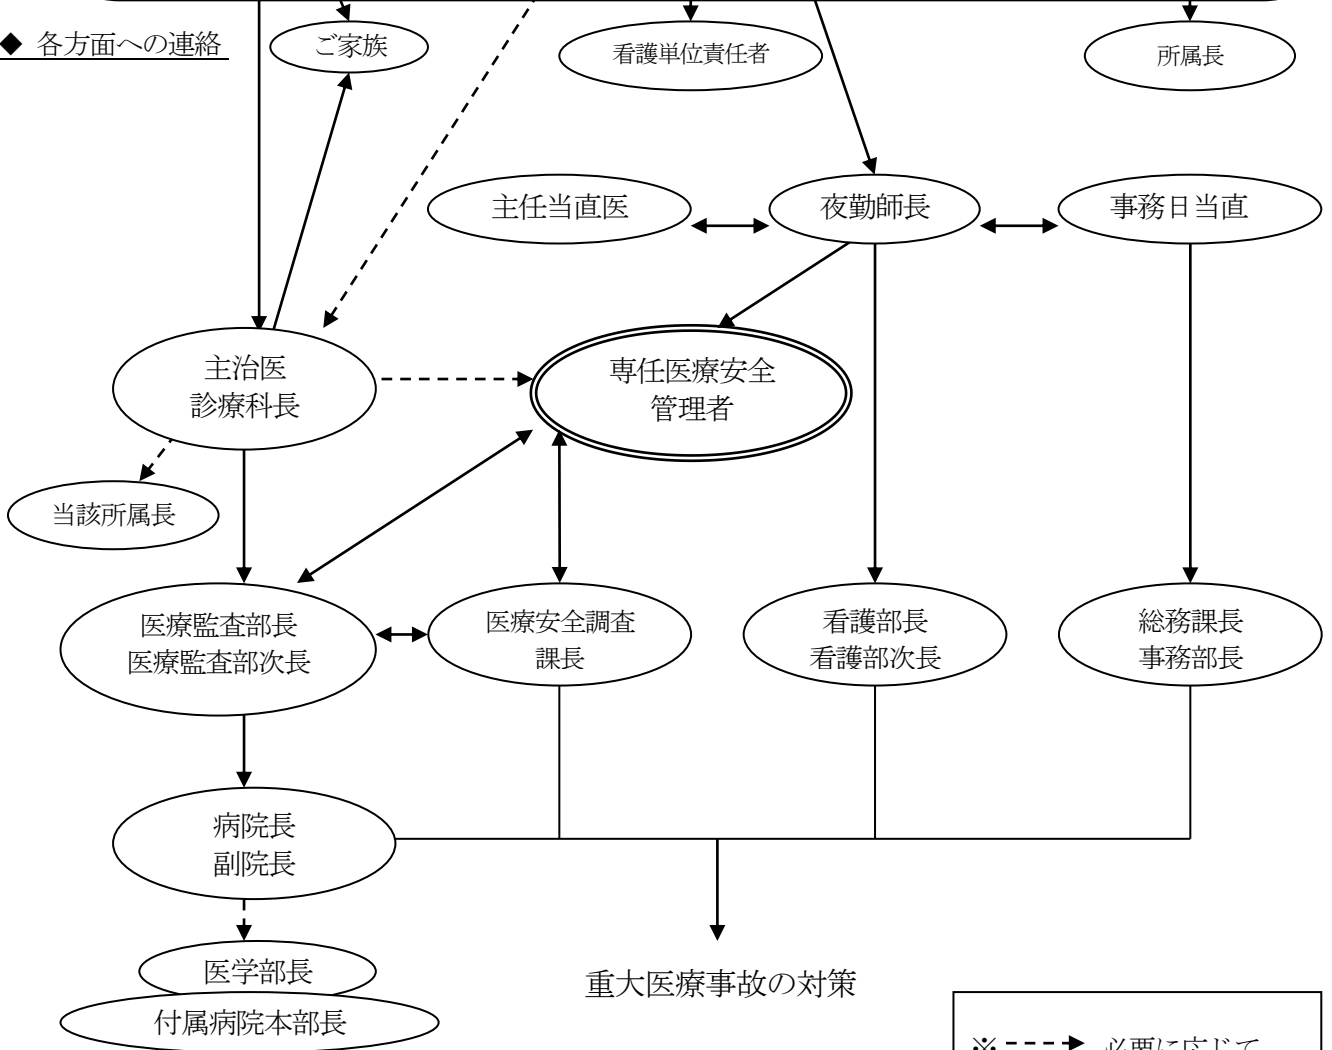 ◆ 各方面への連絡
ご家族
看護単位責任者
所属長
主任当直医
夜勤師長
事務日当直
主治医
診療科長
専任医療安全
管理者
当該所属長
医療監査部長
医療監査部次長
医療安全調査
課長
看護部長
看護部次長
総務課長
事務部長
病院長
副院長
医学部長
付属病院本部長
重大医療事故の対策
※ 必要に応じて